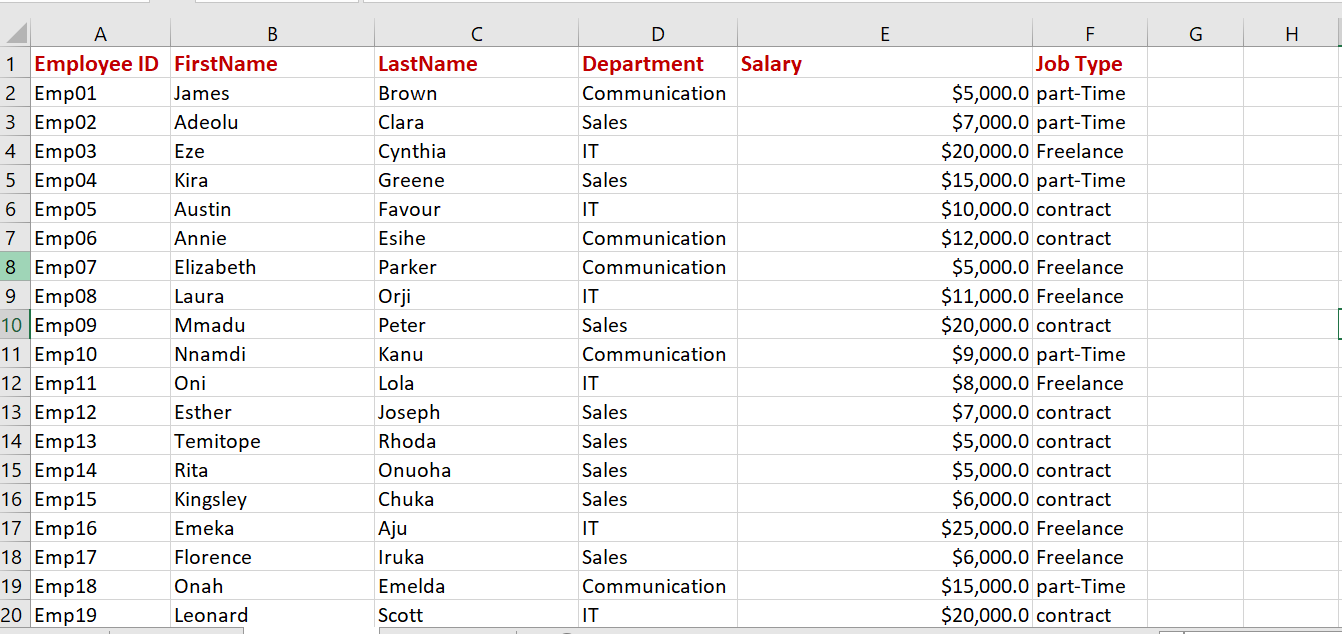 A B C D E F G H
1 Employee ID FirstName LastName Department Salary Job Type
2 Emp01 James Brown Communication $5,000.0 part-Time
3 Emp02 Adeolu Clara Sales $7,000.0 part-Time
4 Emp03 Eze Cynthia IT $20,000.0 Freelance
5 Emp04 Kira Greene Sales $15,000.0 part-Time
6 Emp05 Austin Favour IT $10,000.0 contract
7 Emp06 Annie Esihe Communication $12,000.0 contract
8 Emp07 Elizabeth Parker Communication $5,000.0 Freelance
9 Emp08 Laura Orji IT $11,000.0 Freelance
10 Emp09 Mmadu Peter Sales $20,000.0 contract
11 Emp10 Nnamdi Kanu Communication $9,000.0 part-Time
12 Emp11 Oni Lola IT $8,000.0 Freelance
13 Emp12 Esther Joseph Sales $7,000.0 contract
14 Emp13 Temitope Rhoda Sales $5,000.0 contract
15 Emp14 Rita Onuoha Sales $5,000.0 contract
16 Emp15 Kingsley Chuka Sales $6,000.0 contract
17 Emp16 Emeka Aju IT $25,000.0 Freelance
18 Emp17 Florence Iruka Sales $6,000.0 Freelance
19 Emp18 Onah Emelda Communication $15,000.0 part-Time
20 Emp19 Leonard Scott IT $20,000.0 contract